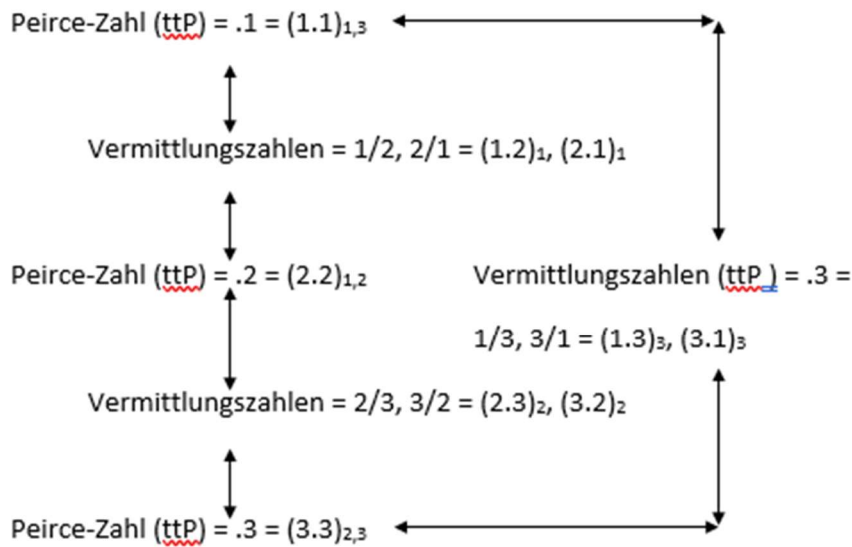 Peirce-Zahl (ttP) = .1 = (1.1)₁,₃
Vermittlungszahlen = 1/2, 2/1 = (1.2)₁, (2.1)₁
Peirce-Zahl (ttP) = .2 = (2.2)₁,₂
Vermittlungszahlen (ttP ) = .3 =
1/3, 3/1 = (1.3)₃, (3.1)₃
Vermittlungszahlen = 2/3, 3/2 = (2.3)₂, (3.2)₂
Peirce-Zahl (ttP) = .3 = (3.3)₂,₃